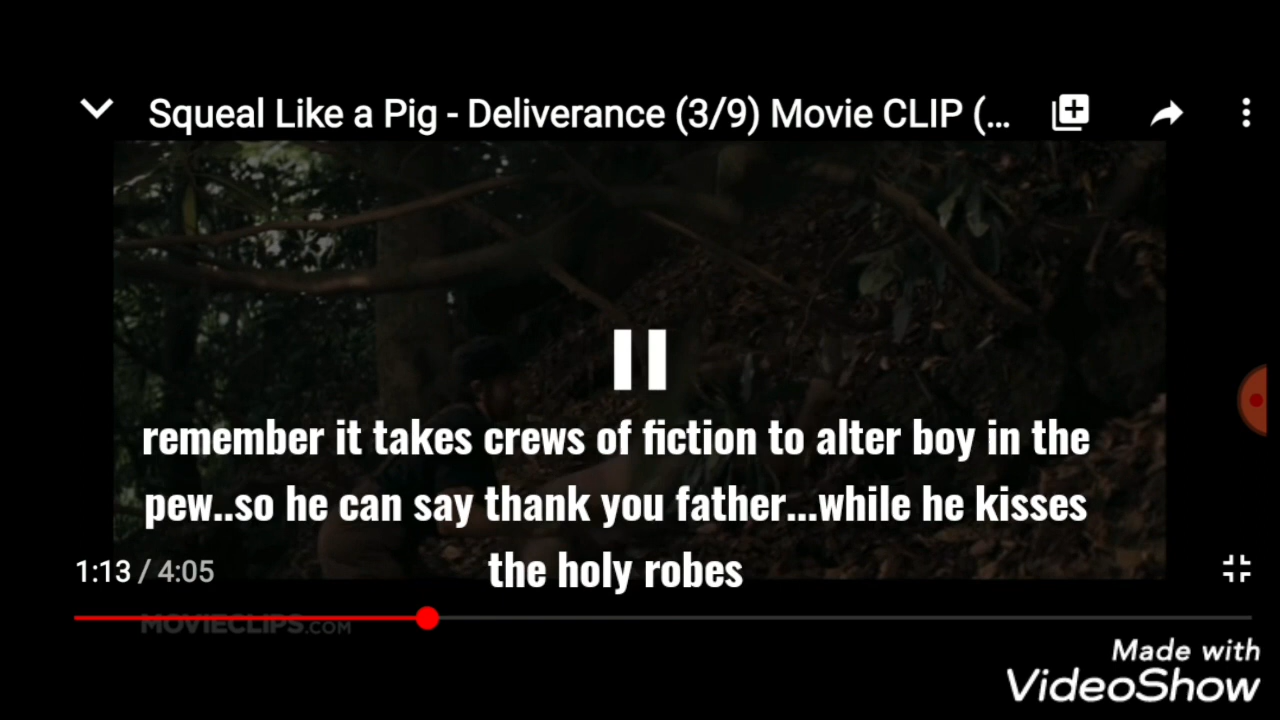 Squeal Like a Pig - Deliverance (3/9) Movie CLIP (...
remember it takes crews of fiction to alter boy in the
pew..so he can say thank you father...while he kisses
the holy robes
1:13 / 4:05
MOVIECLIPS.COM
Made with
VideoShow